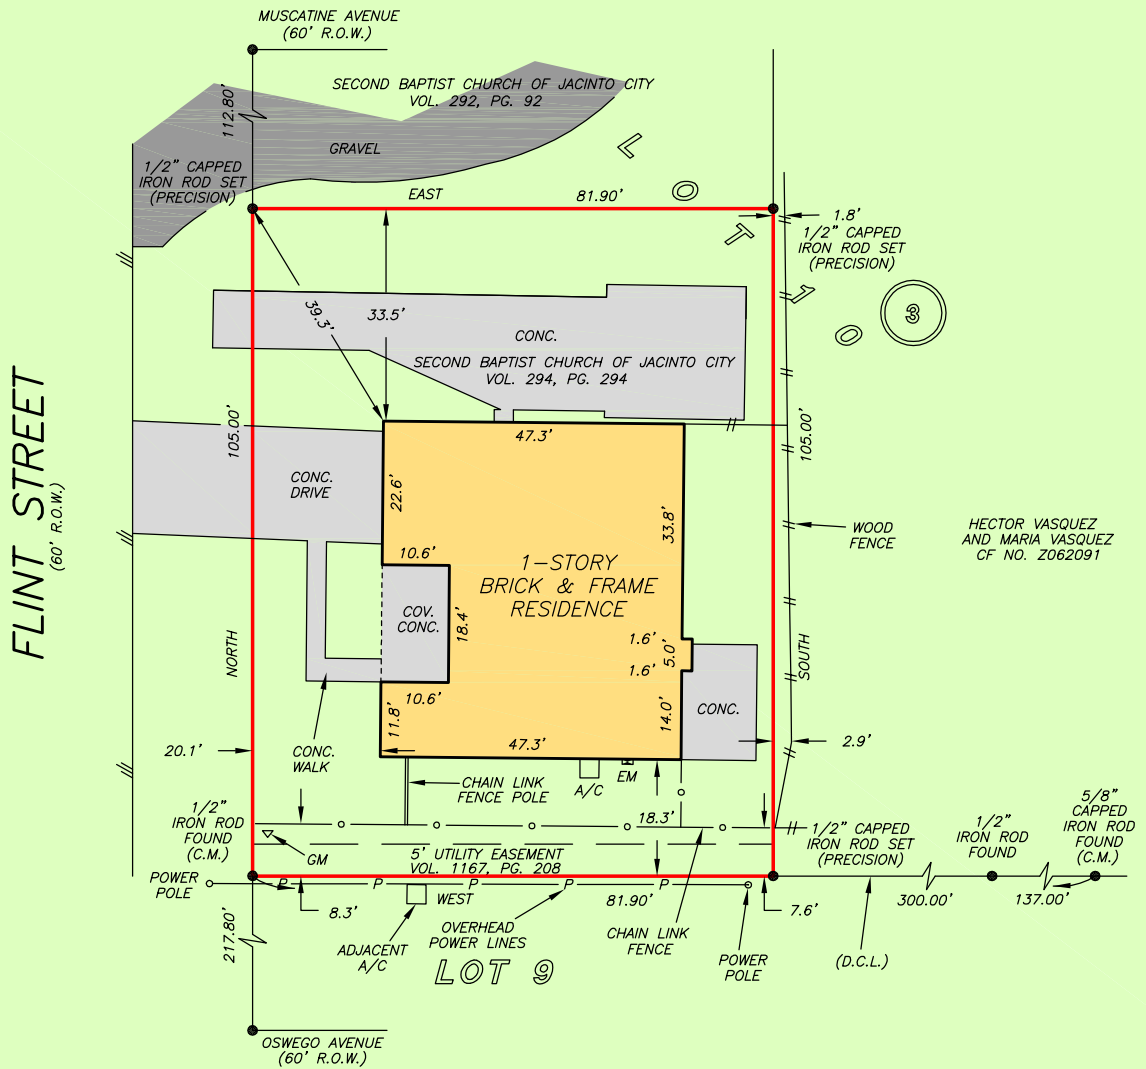 MUSCATINE AVENUE
(60' R.O.W.)
SECOND BAPTIST CHURCH OF JACINTO CITY
VOL. 292, PG. 92
112.80'
GRAVEL
1/2" CAPPED
IRON ROD SET
(PRECISION)
EAST
81.90'
LOT 10
1.8'
1/2" CAPPED
IRON ROD SET
(PRECISION)
3
39.3'
33.5'
CONC.
SECOND BAPTIST CHURCH OF JACINTO CITY
VOL. 294, PG. 294
FLINT STREET
(60' R.O.W.)
105.00'
47.3'
105.00'
CONC.
DRIVE
22.6'
33.8'
WOOD
FENCE
HECTOR VASQUEZ
AND MARIA VASQUEZ
CF NO. Z062091
10.6'
1-STORY
BRICK & FRAME
RESIDENCE
COV.
CONC.
18.4'
1.6'
5.0'
1.6'
NORTH
SOUTH
10.6'
11.8'
14.0'
CONC.
20.1'
CONC.
WALK
47.3'
2.9'
CHAIN LINK
FENCE POLE
A/C
EM
1/2"
IRON ROD
FOUND
(C.M.)
18.3'
1/2" CAPPED
IRON ROD SET
(PRECISION)
1/2"
IRON ROD
FOUND
5/8"
CAPPED
IRON ROD
FOUND
(C.M.)
GM
5' UTILITY EASEMENT
VOL. 1167, PG. 208
POWER
POLE
P P P P P
WEST
81.90'
8.3'
7.6'
300.00'
137.00'
217.80'
ADJACENT
A/C
OVERHEAD
POWER LINES
CHAIN LINK
FENCE
POWER
POLE
(D.C.L.)
LOT 9
OSWEGO AVENUE
(60' R.O.W.)